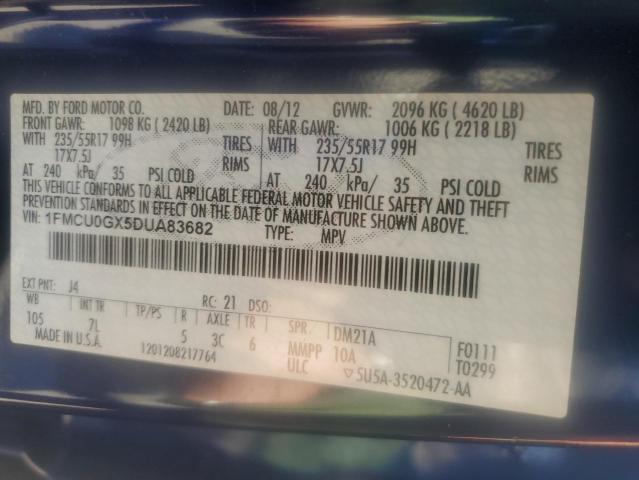 MFD. BY FORD MOTOR CO. DATE: 08/12 GVWR: 2096 KG ( 4620 LB)
FRONT GAWR: 1098 KG ( 2420 LB) REAR GAWR: 1006 KG ( 2218 LB)
WITH 235/55R17 99H TIRES WITH 235/55R17 99H TIRES
17X7.5J RIMS 17X7.5J RIMS
AT 240 kPa/ 35 PSI COLD AT 240 kPa/ 35 PSI COLD
THIS VEHICLE CONFORMS TO ALL APPLICABLE FEDERAL MOTOR VEHICLE SAFETY AND THEFT
PREVENTION STANDARDS IN EFFECT ON THE DATE OF MANUFACTURE SHOWN ABOVE.
VIN: 1FMCU0GX5DUA83682 TYPE: MPV
EXT PNT: J4 RC: 21 DSO:
WB INT TR TP/PS R AXLE TR SPR
105 7L 5 3C 6 DM21A
MADE IN U.S.A. MMPP 10A F0111
1201208217764 ULC T0299
▽5U5A-3520472-AA